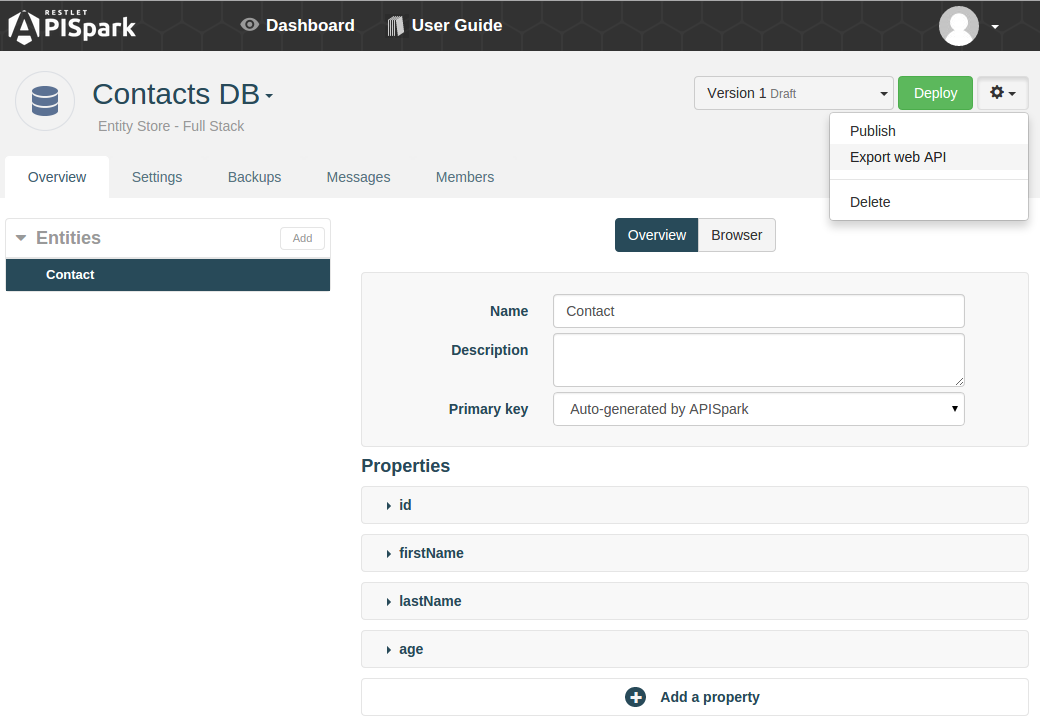 RESTLET
APISpark
Dashboard
User Guide
Contacts DB
Entity Store - Full Stack
Version 1 Draft
Deploy
Publish
Export web API
Delete
Overview
Settings
Backups
Messages
Members
Entities
Add
Contact
Overview
Browser
Name
Contact
Description
Primary key
Auto-generated by APISpark
Properties
id
firstName
lastName
age
Add a property